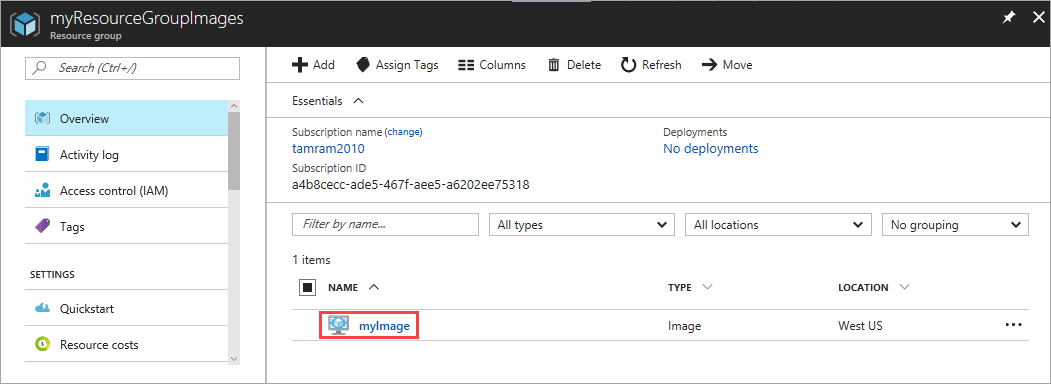 myResourceGroupImages
Resource group
Search (Ctrl+/)
Overview
Activity log
Access control (IAM)
Tags
SETTINGS
Quickstart
Resource costs
Add Assign Tags Columns Delete Refresh Move
Essentials
Subscription name (change) Deployments
tamram2010 No deployments
Subscription ID
a4b8cecc-ade5-467f-aee5-a6202ee75318
Filter by name... All types All locations No grouping
1 items
NAME TYPE LOCATION
myImage Image West US